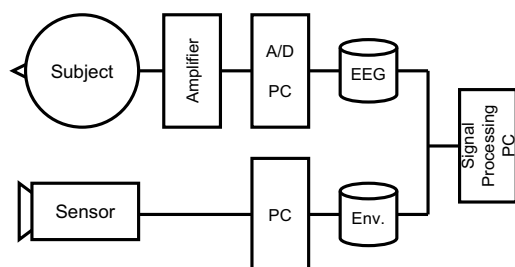 Subject
Amplifier
A/D
PC
EEG
Signal
Processing
PC
Sensor
PC
Env.